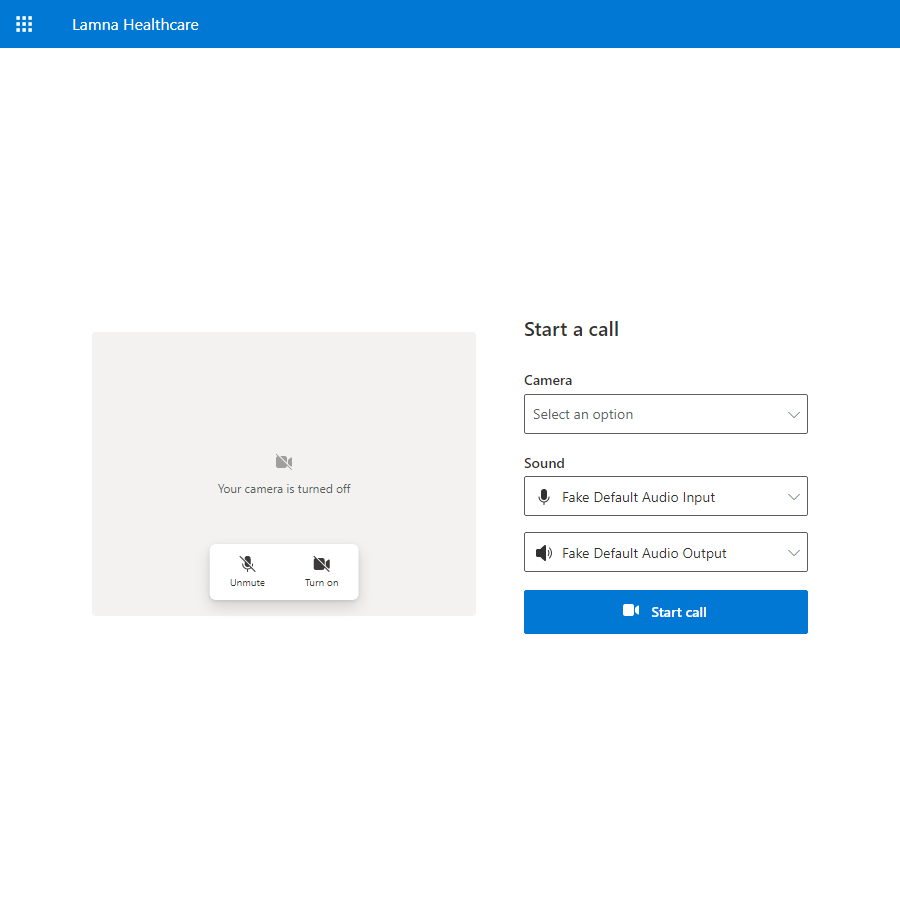 Lamna Healthcare
Start a call
Camera
Select an option
Your camera is turned off
Unmute
Turn on
Sound
Fake Default Audio Input
Fake Default Audio Output
Start call